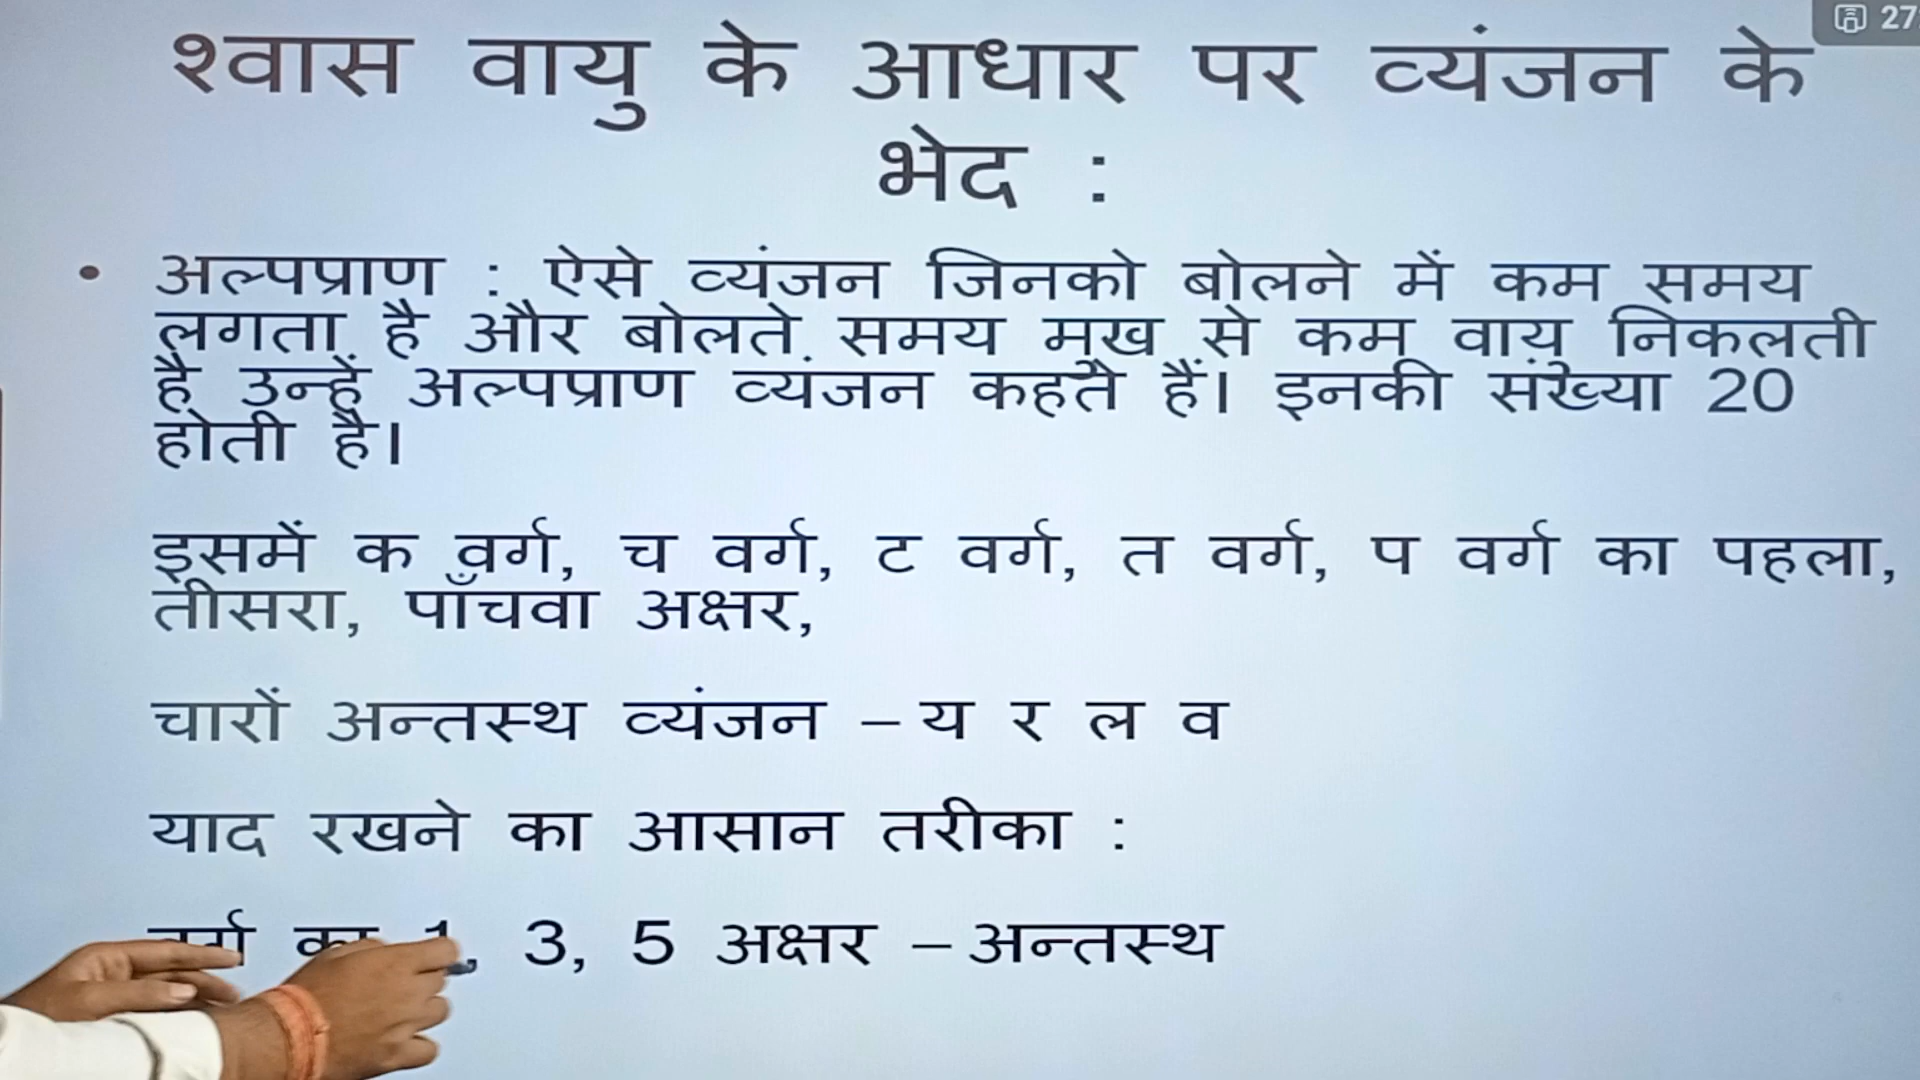 27
श्वास वायु के आधार पर व्यंजन के
भेद :
• अल्पप्राण : ऐसे व्यंजन जिनको बोलने में कम समय
लगता है और बोलते समय मुख से कम वायु निकलती
है उन्हें अल्पप्राण व्यंजन कहते हैं। इनकी संख्या 20
होती है।
इसमें क वर्ग, च वर्ग, ट वर्ग, त वर्ग, प वर्ग का पहला,
तीसरा, पाँचवा अक्षर,
चारों अन्तस्थ व्यंजन – य र ल व
याद रखने का आसान तरीका :
वर्ग का 1, 3, 5 अक्षर – अन्तस्थ